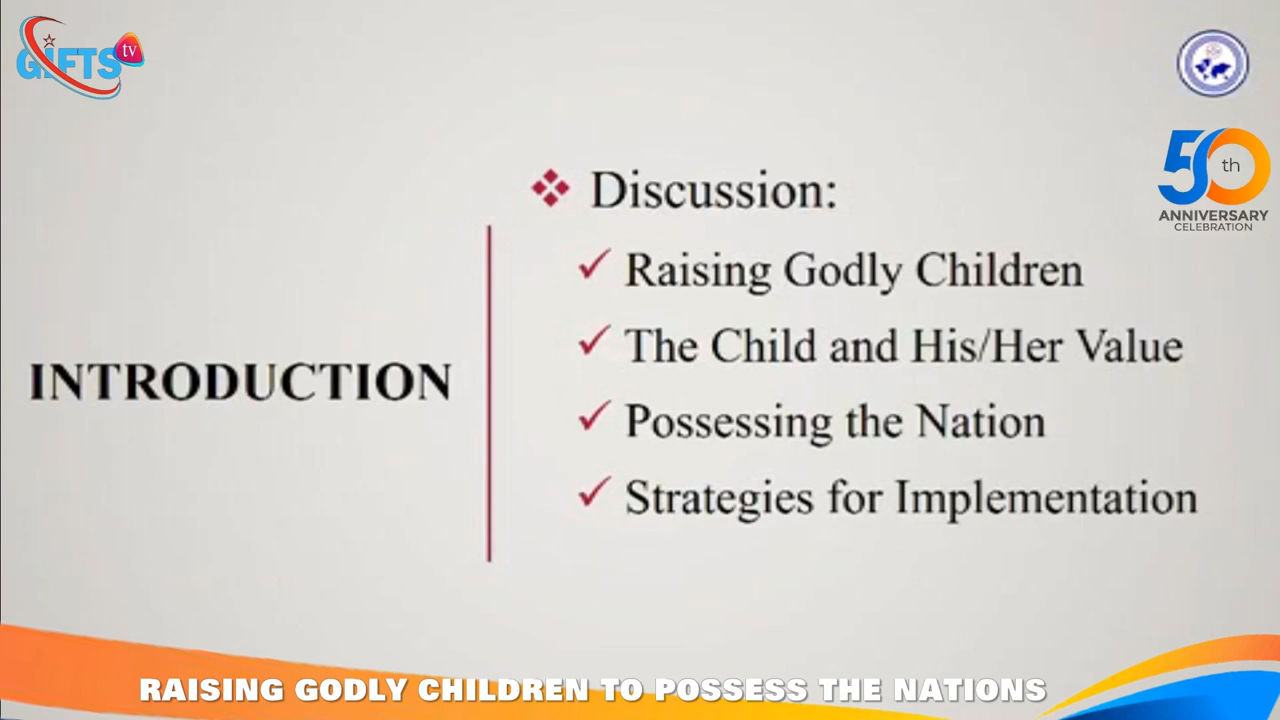 GIFTS tv
50th
ANNIVERSARY
CELEBRATION
INTRODUCTION
Discussion:
Raising Godly Children
The Child and His/Her Value
Possessing the Nation
Strategies for Implementation
RAISING GODLY CHILDREN TO POSSESS THE NATIONS